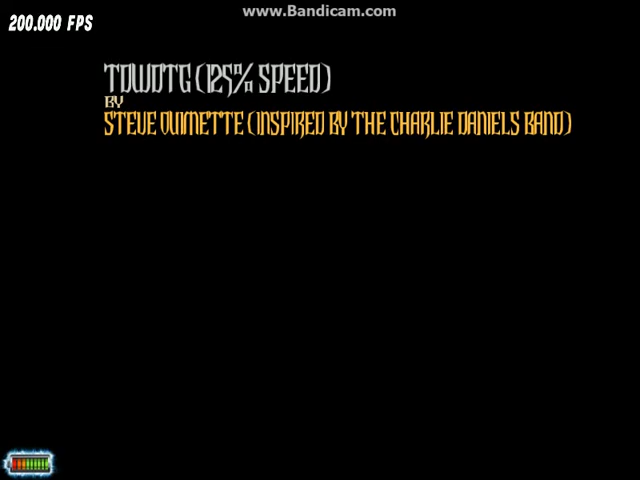 www.Bandicam.com
200.000 FPS
TDWDTG (125% SPEED)
BY
STEVE OUIMETTE (INSPIRED BY THE CHARLIE DANIELS BAND)